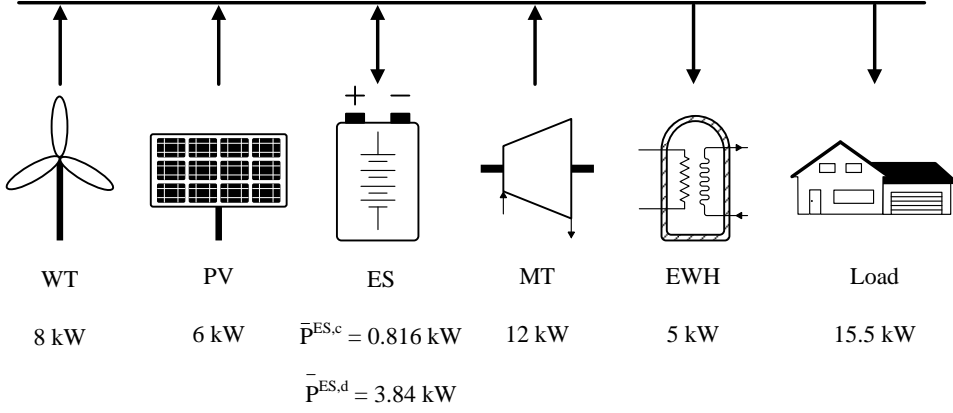 + −
WT PV ES MT EWH Load
8 kW 6 kW P̄ᴱˢ,ᶜ = 0.816 kW 12 kW 5 kW 15.5 kW
P̄ᴱˢ,ᵈ = 3.84 kW